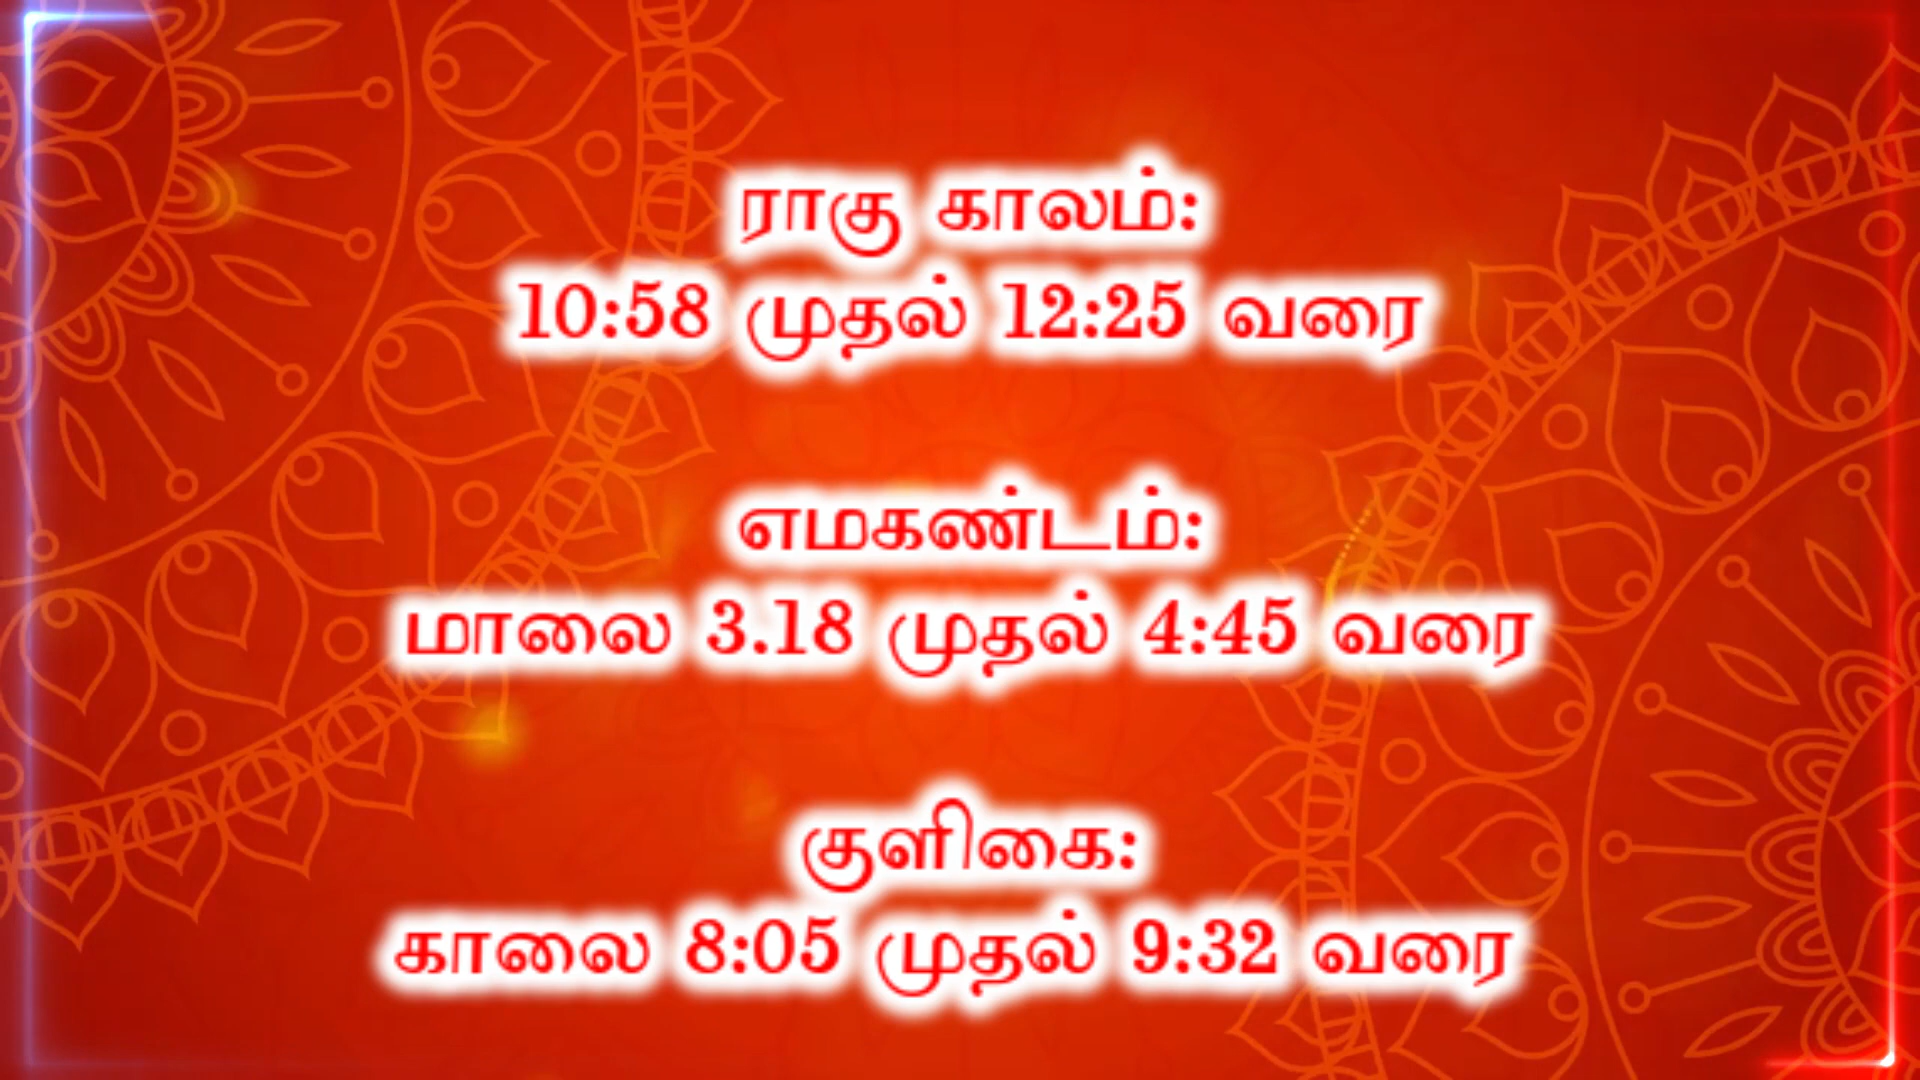 ராகு காலம்:
10:58 முதல் 12:25 வரை
எமகண்டம்:
மாலை 3.18 முதல் 4:45 வரை
குளிகை:
காலை 8:05 முதல் 9:32 வரை